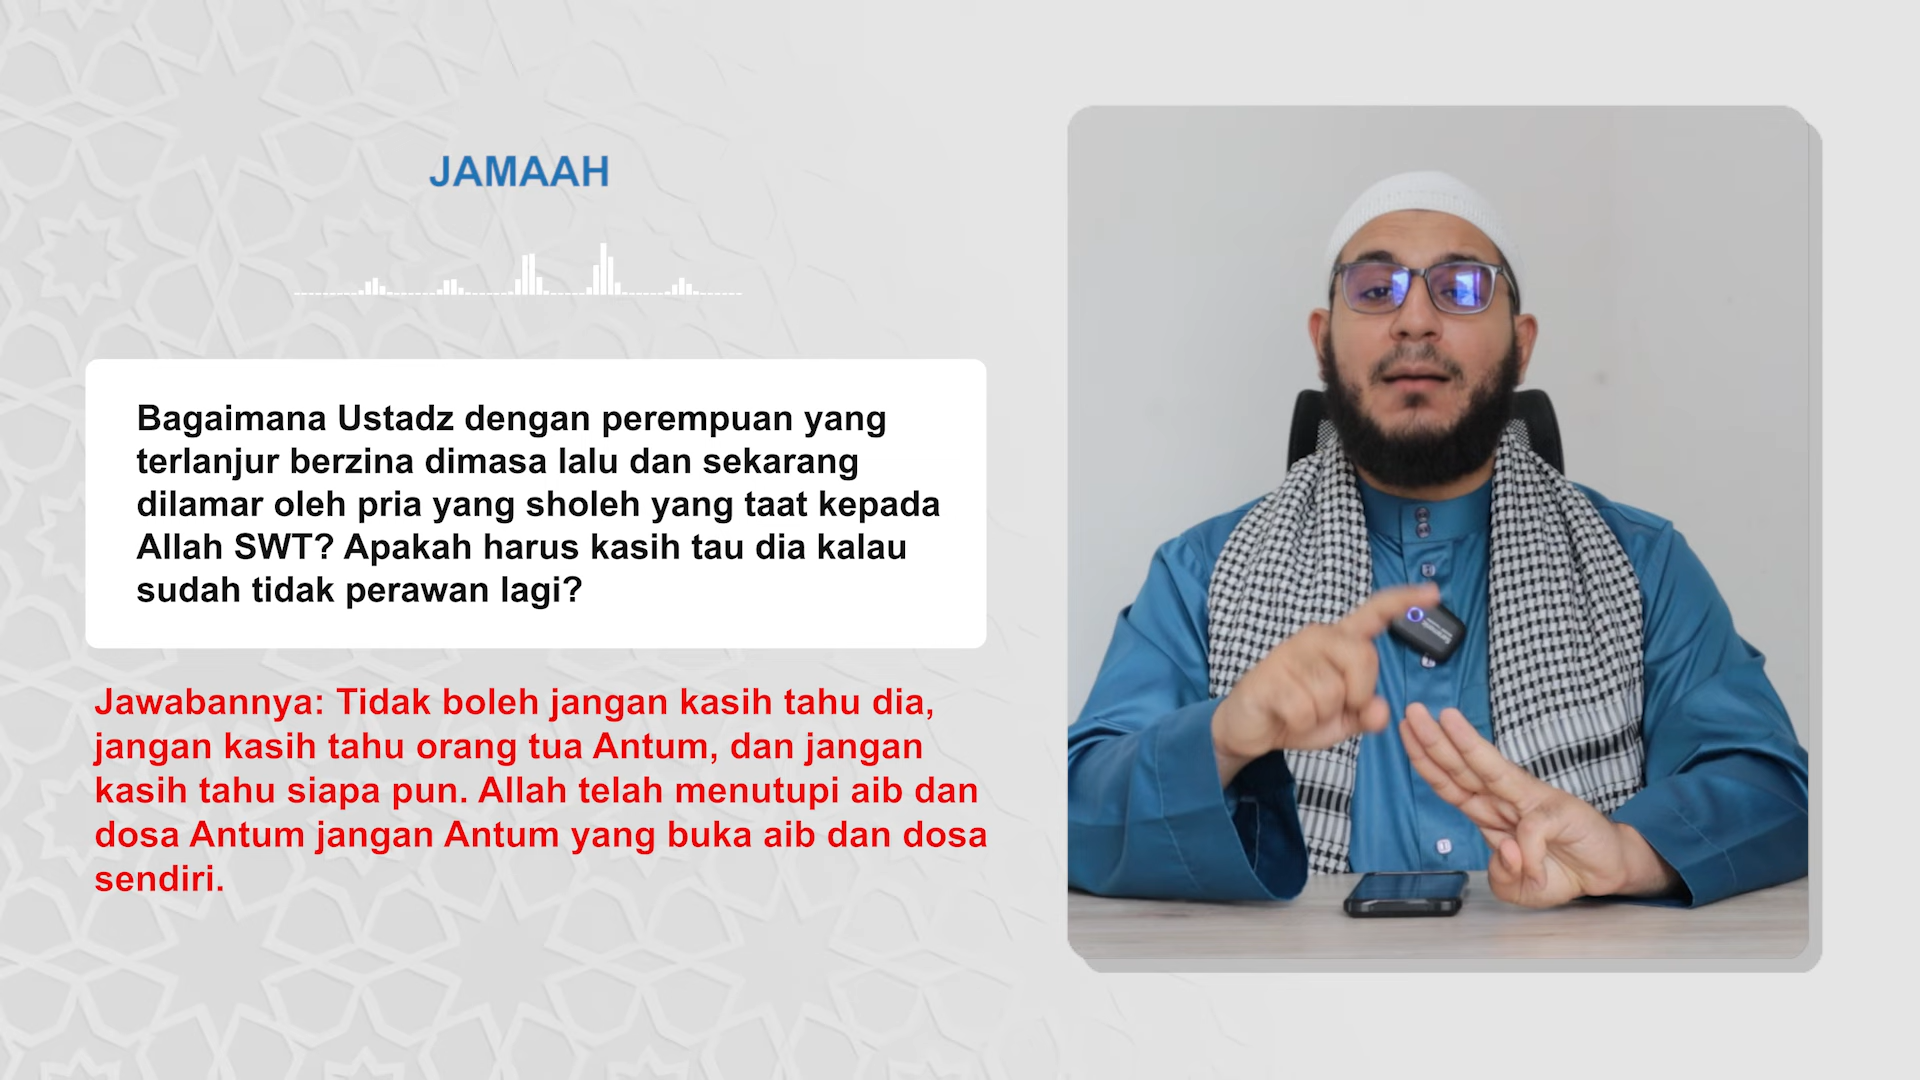 JAMAAH
Bagaimana Ustadz dengan perempuan yang
terlanjur berzina dimasa lalu dan sekarang
dilamar oleh pria yang sholeh yang taat kepada
Allah SWT? Apakah harus kasih tau dia kalau
sudah tidak perawan lagi?
Jawabannya: Tidak boleh jangan kasih tahu dia,
jangan kasih tahu orang tua Antum, dan jangan
kasih tahu siapa pun. Allah telah menutupi aib dan
dosa Antum jangan Antum yang buka aib dan dosa
sendiri.